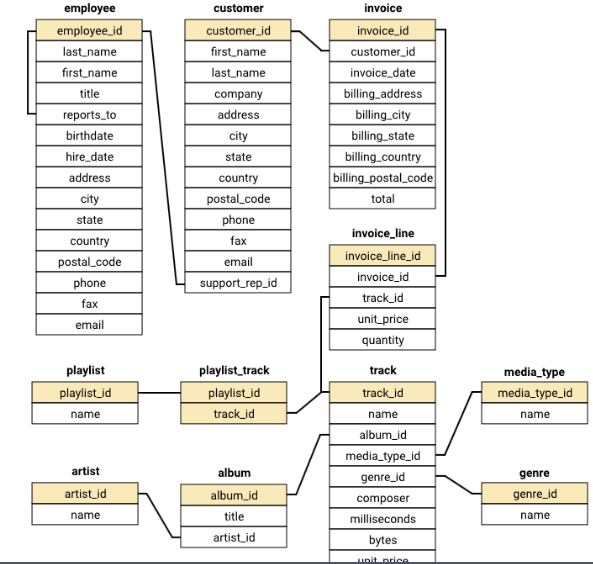 employee
employee_id
last_name
first_name
title
reports_to
birthdate
hire_date
address
city
state
country
postal_code
phone
fax
email
customer
customer_id
first_name
last_name
company
address
city
state
country
postal_code
phone
fax
email
support_rep_id
invoice
invoice_id
customer_id
invoice_date
billing_address
billing_city
billing_state
billing_country
billing_postal_code
total
invoice_line
invoice_line_id
invoice_id
track_id
unit_price
quantity
playlist
playlist_id
name
playlist_track
playlist_id
track_id
track
track_id
name
album_id
media_type_id
genre_id
composer
milliseconds
bytes
unit_price
media_type
media_type_id
name
artist
artist_id
name
album
album_id
title
artist_id
genre
genre_id
name